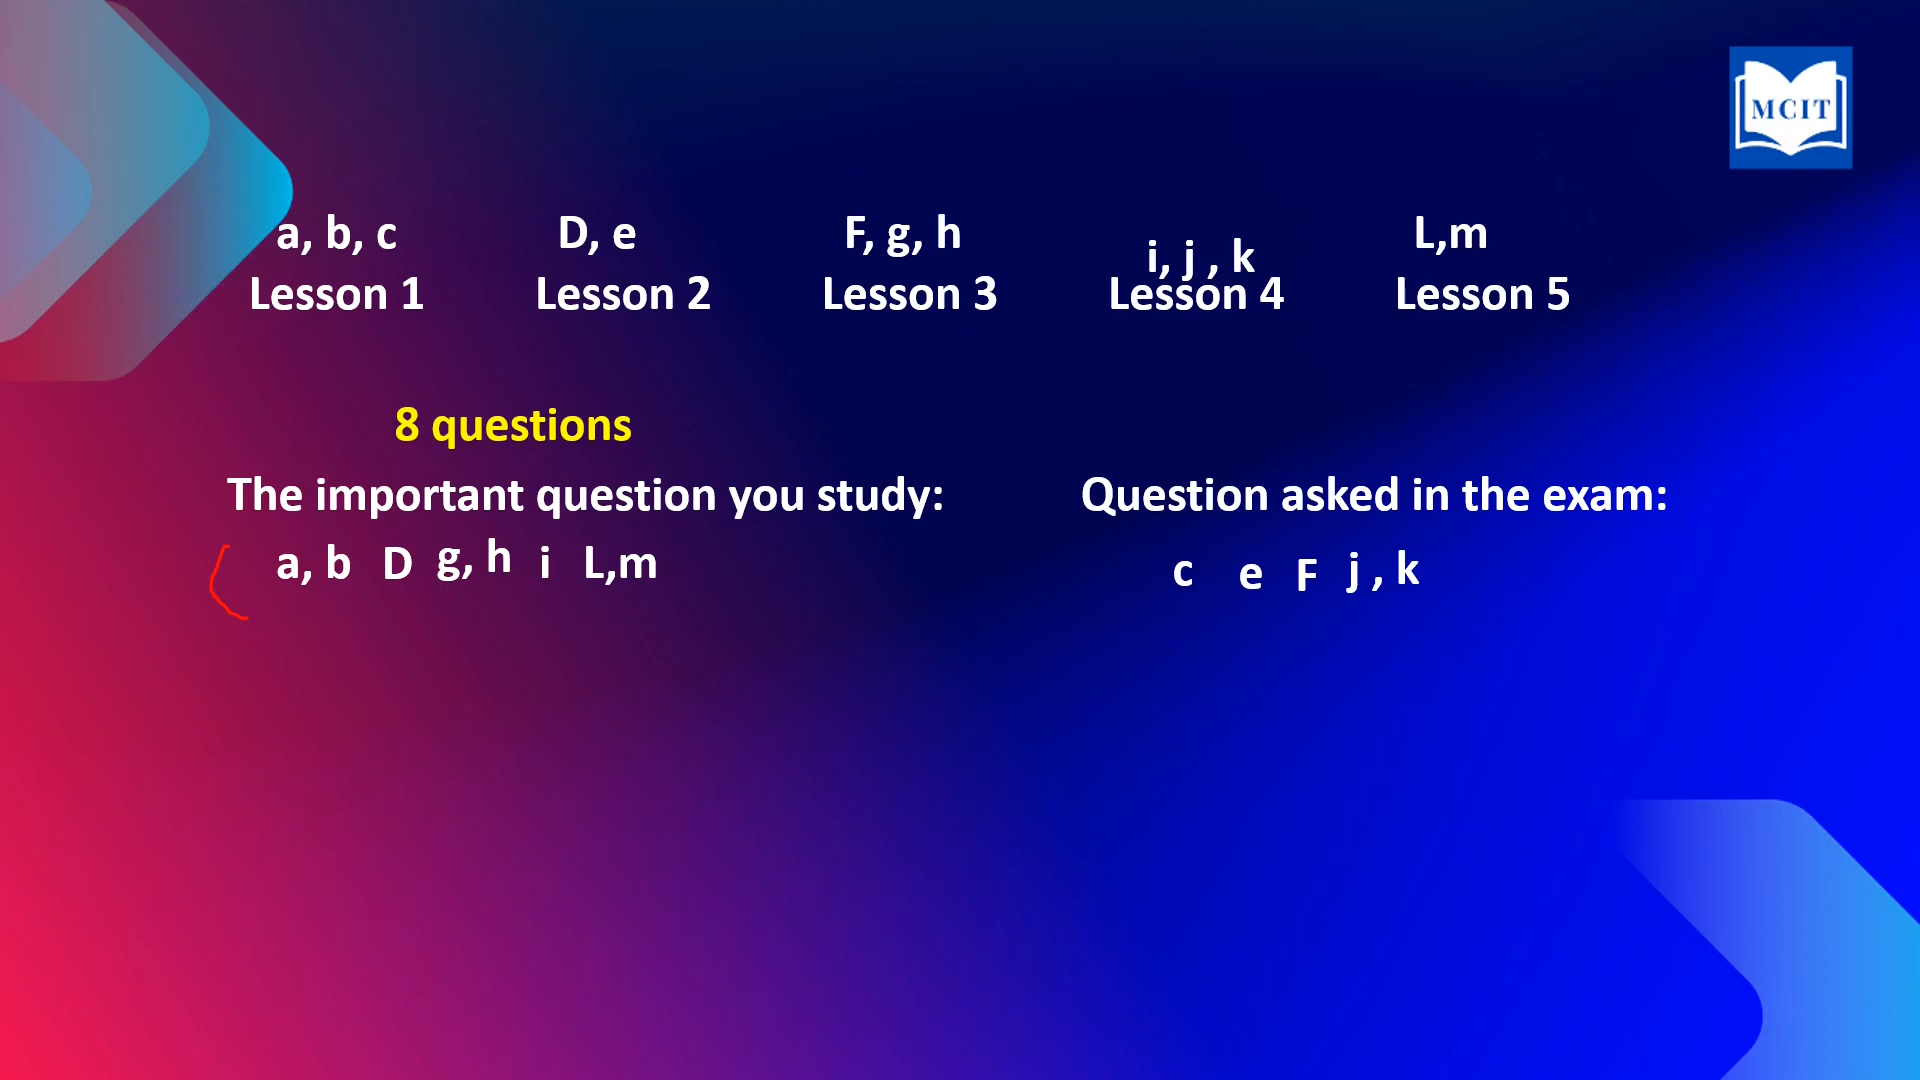 MCIT
a, b, c D, e F, g, h i, j , k L,m
Lesson 1 Lesson 2 Lesson 3 Lesson 4 Lesson 5
8 questions
The important question you study: Question asked in the exam:
a, b D g, h i L,m c e F j , k